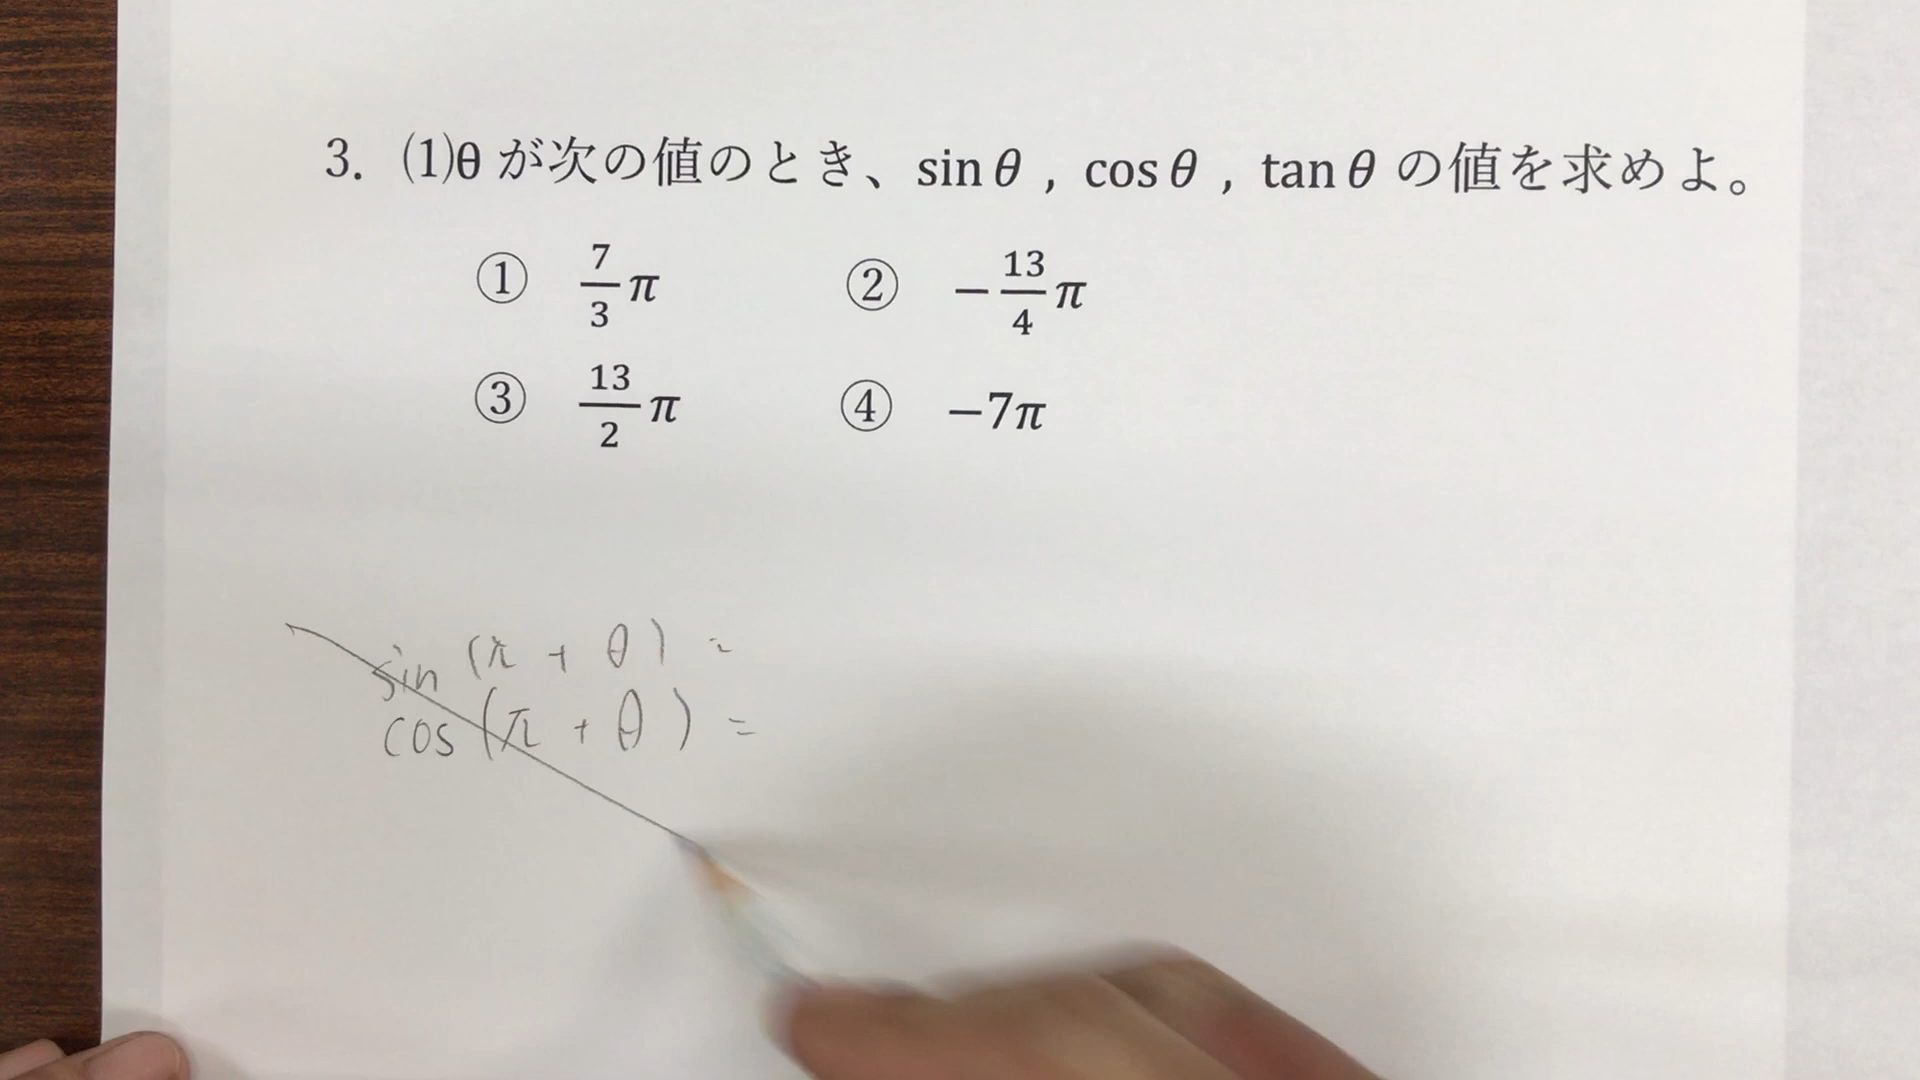 3. (1)θ が次の値のとき、sin θ , cos θ , tan θ の値を求めよ。
① 7/3 π ② −13/4 π
③ 13/2 π ④ −7π
sin (π + θ) =
cos (π + θ) =